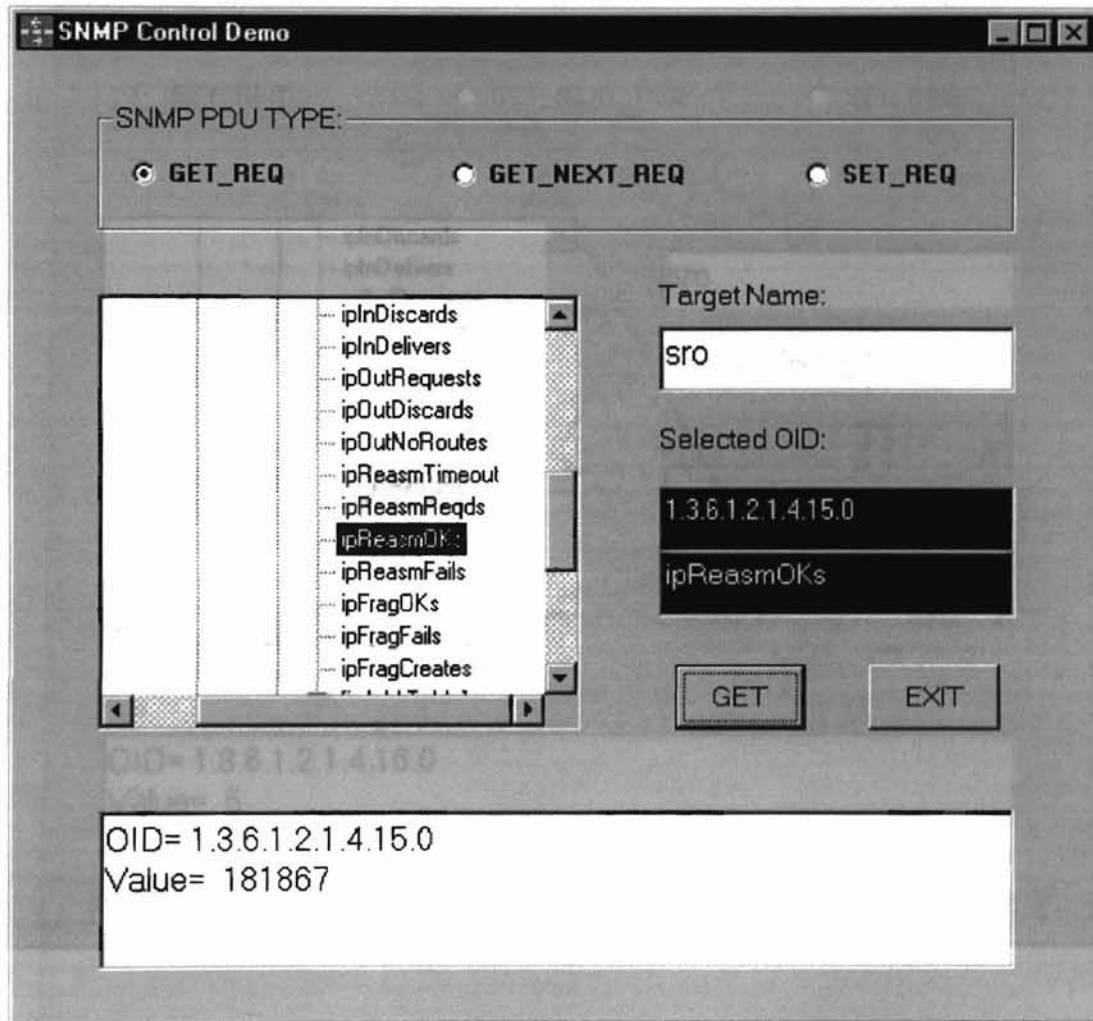 SNMP Control Demo
SNMP PDU TYPE:
GET_REQ
GET_NEXT_REQ
SET_REQ
ipInDiscards
ipInDelivers
ipOutRequests
ipOutDiscards
ipOutNoRoutes
ipReasmTimeout
ipReasmReqds
ipReasmOKs
ipReasmFails
ipFragOKs
ipFragFails
ipFragCreates
Target Name:
sro
Selected OID:
1.3.6.1.2.1.4.15.0
ipReasmOKs
GET
EXIT
OID= 1.3.6.1.2.1.4.15.0
Value= 181867